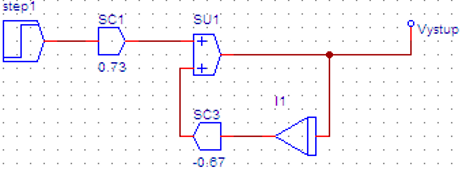 step1
SC1
SU1
Vystup
+
+
0.73
I1
SC3
-0.67